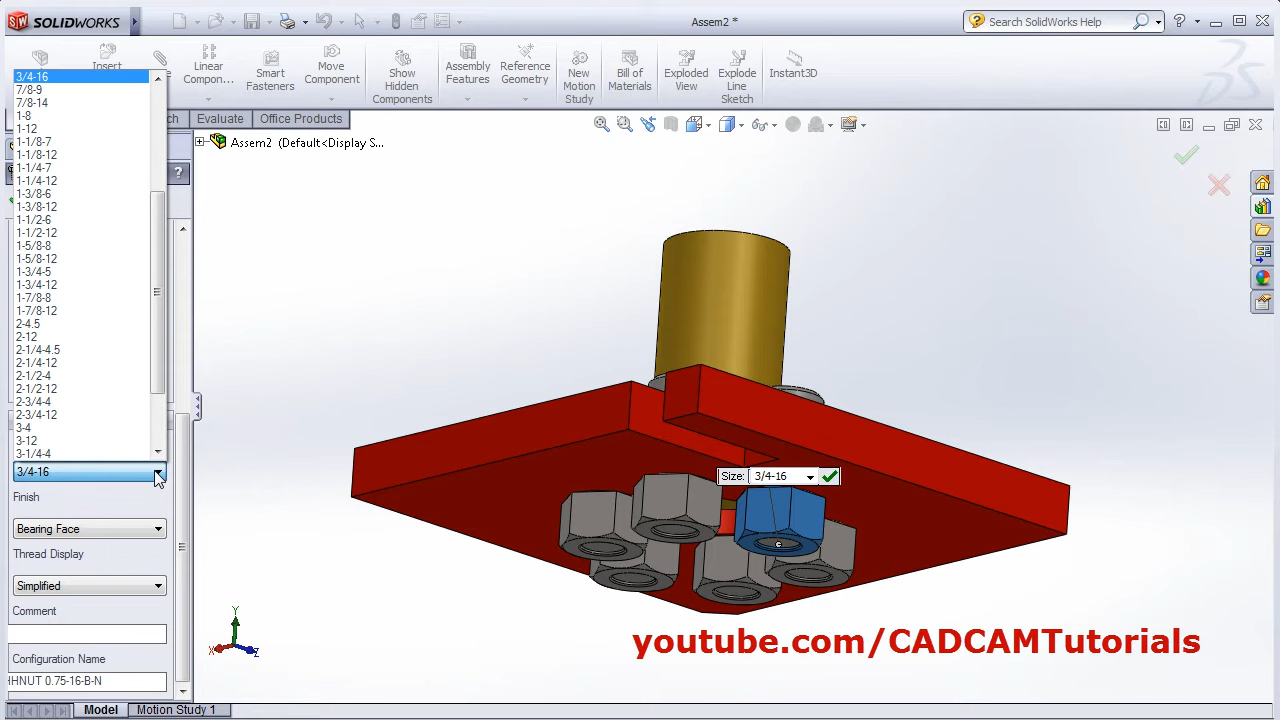 SOLIDWORKS
Assem2 *
Search SolidWorks Help
Insert
Linear
Compon...
Smart
Fasteners
Move
Component
Show
Hidden
Components
Assembly
Features
Reference
Geometry
New
Motion
Study
Bill of
Materials
Exploded
View
Explode
Line
Sketch
Instant3D
ch
Evaluate
Office Products
Assem2 (Default<Display S...
3/4-16
7/8-9
7/8-14
1-8
1-12
1-1/8-7
1-1/8-12
1-1/4-7
1-1/4-12
1-3/8-6
1-3/8-12
1-1/2-6
1-1/2-12
1-5/8-8
1-5/8-12
1-3/4-5
1-3/4-12
1-7/8-8
1-7/8-12
2-4.5
2-12
2-1/4-4.5
2-1/4-12
2-1/2-4
2-1/2-12
2-3/4-4
2-3/4-12
3-4
3-12
3-1/4-4
3/4-16
Finish
Bearing Face
Thread Display
Simplified
Comment
Configuration Name
HHNUT 0.75-16-B-N
Size: 3/4-16
Y
X
Z
youtube.com/CADCAMTutorials
Model
Motion Study 1